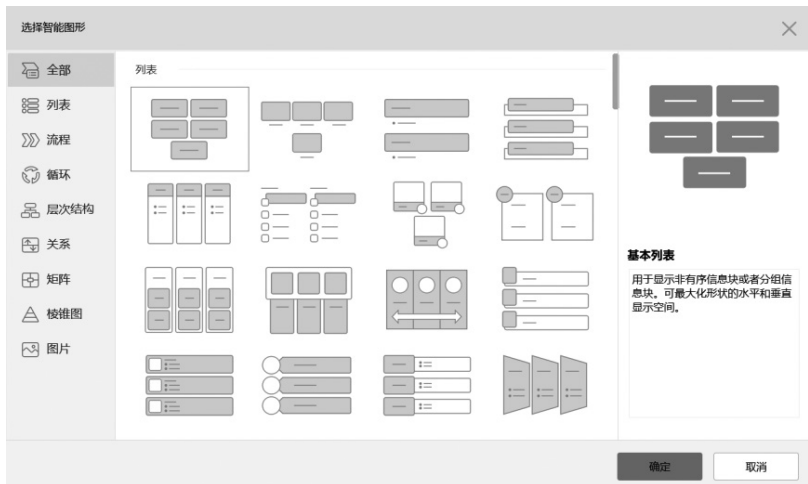 选择智能图形
全部
列表
流程
循环
层次结构
关系
矩阵
棱锥图
图片
列表
基本列表
用于显示非有序信息块或者分组信
息块。可最大化形状的水平和垂直
显示空间。
确定
取消